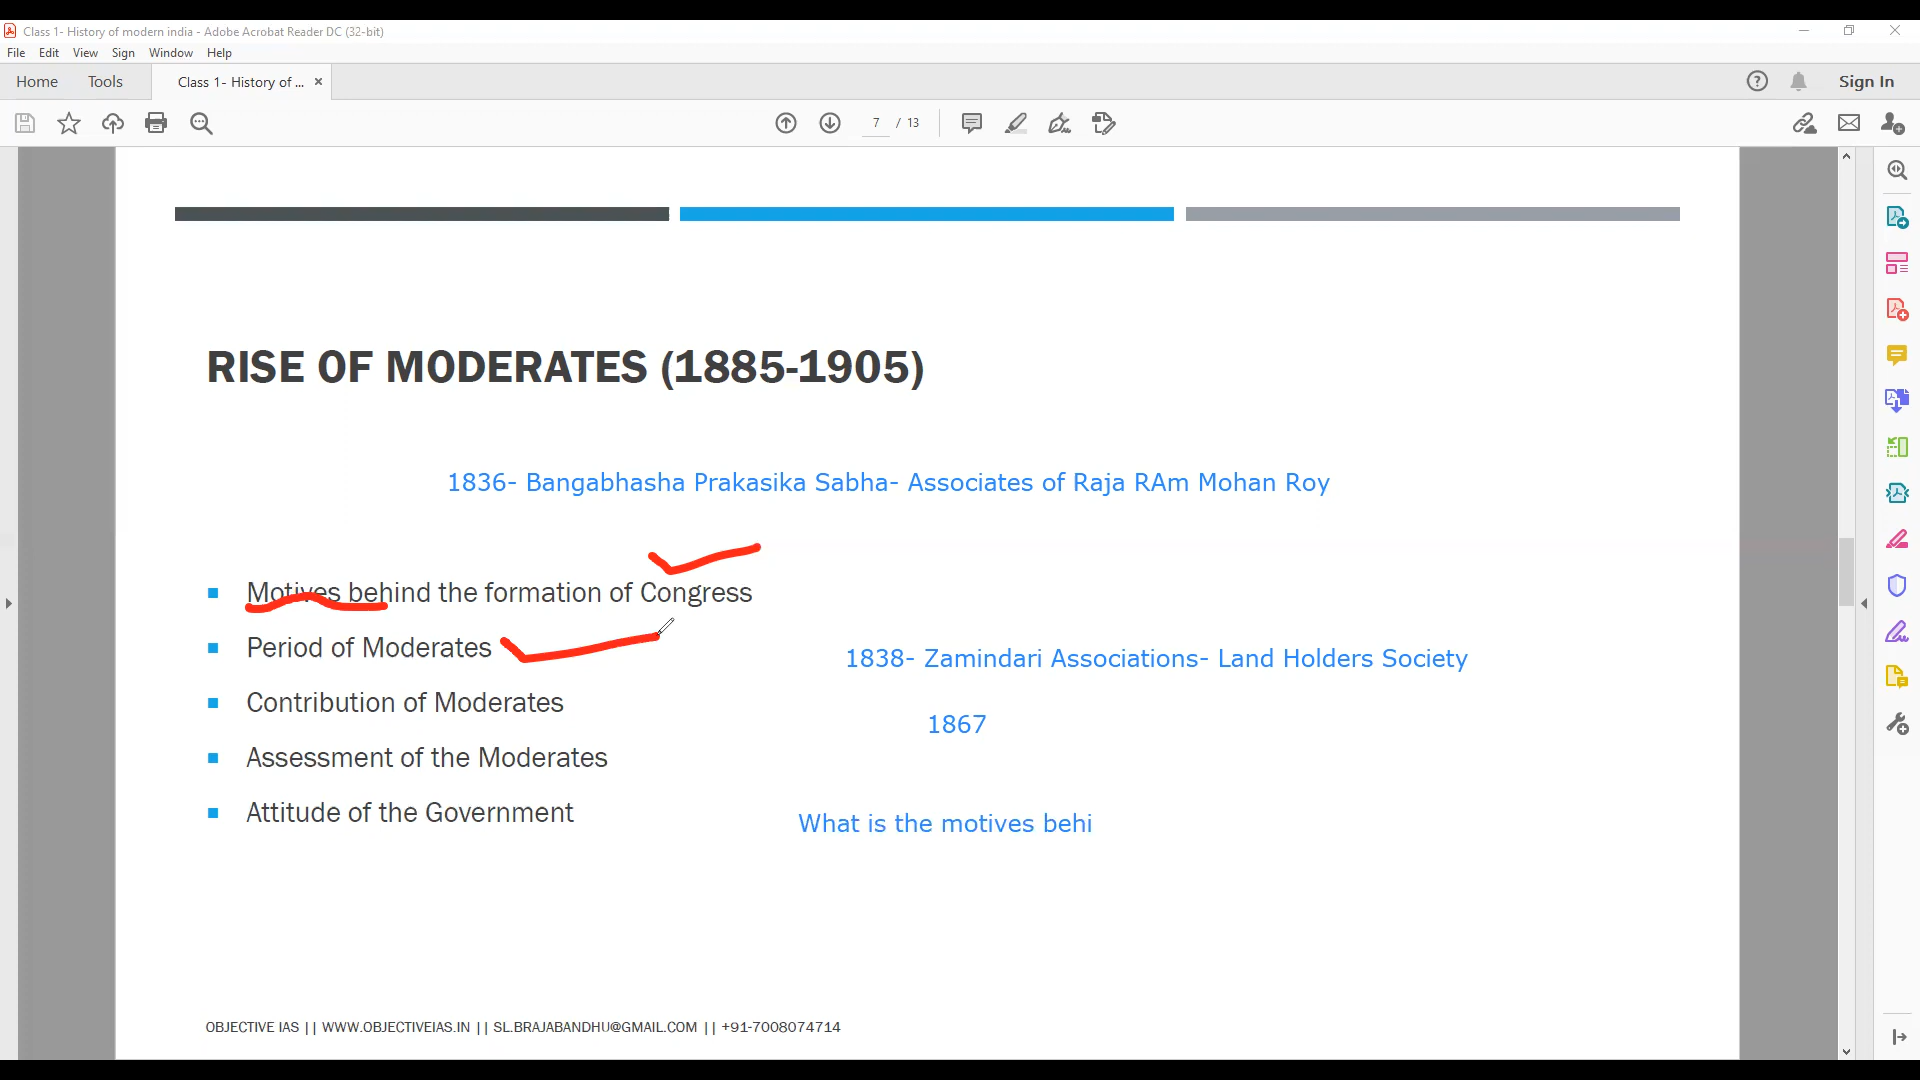 Class 1- History of modern india - Adobe Acrobat Reader DC (32-bit)
File Edit View Sign Window Help
Home Tools Class 1- History of ... × Sign In
7 / 13
RISE OF MODERATES (1885-1905)
1836- Bangabhasha Prakasika Sabha- Associates of Raja RAm Mohan Roy
Motives behind the formation of Congress
Period of Moderates
1838- Zamindari Associations- Land Holders Society
Contribution of Moderates
1867
Assessment of the Moderates
Attitude of the Government
What is the motives behi
OBJECTIVE IAS || WWW.OBJECTIVEIAS.IN || SL.BRAJABANDHU@GMAIL.COM || +91-7008074714